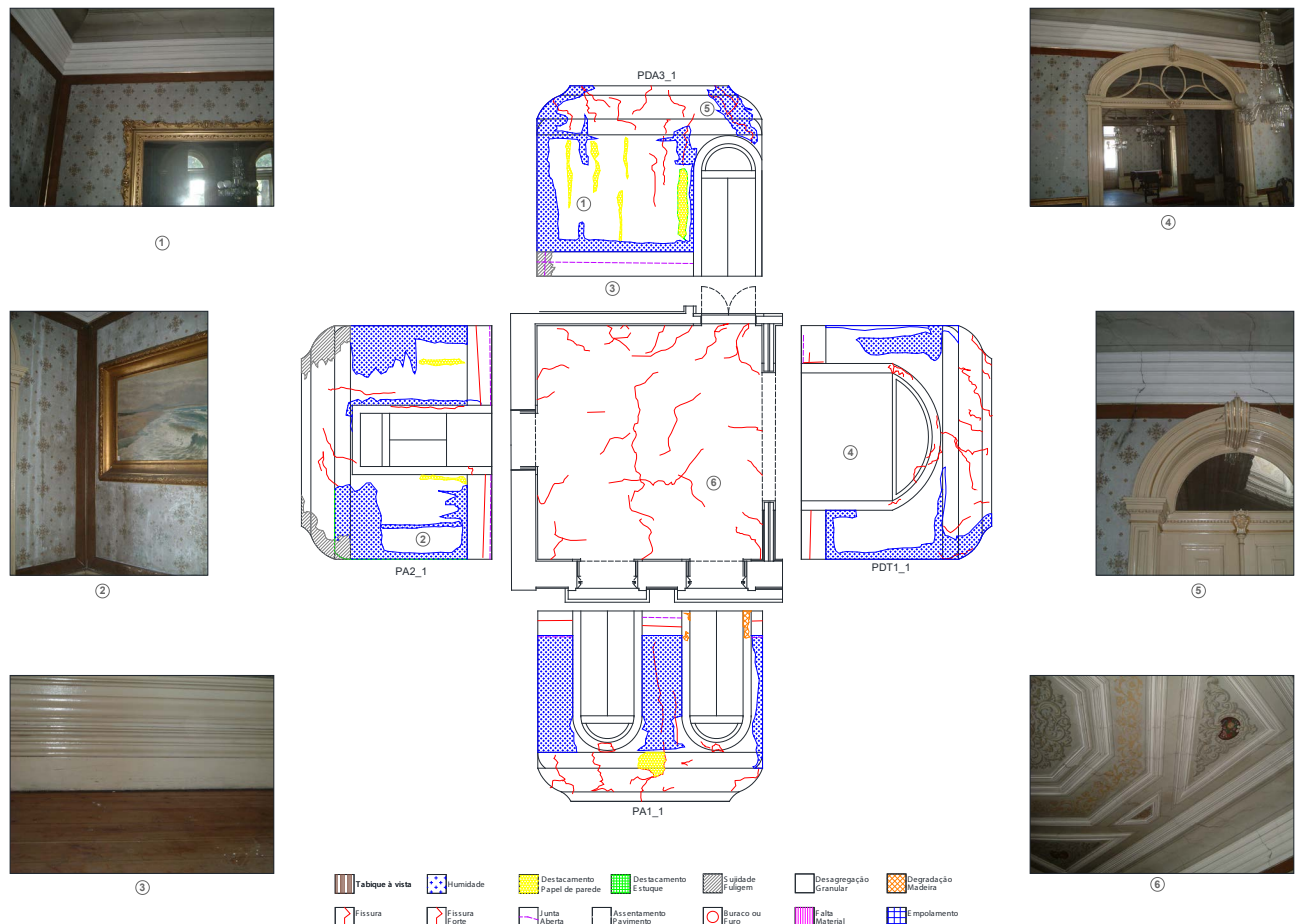 PDA3_1
5
1
1
4
3
6
4
2
2
PA2_1
PDT1_1
5
PA1_1
3
6
Tabique à vista
Humidade
Destacamento
Papel de parede
Destacamento
Estuque
Sujidade
Fuligem
Desagregação
Granular
Degradação
Madeira
Fissura
Fissura
Forte
Junta
Aberta
Assentamento
Pavimento
Buraco ou
Furo
Falta
Material
Empolamento